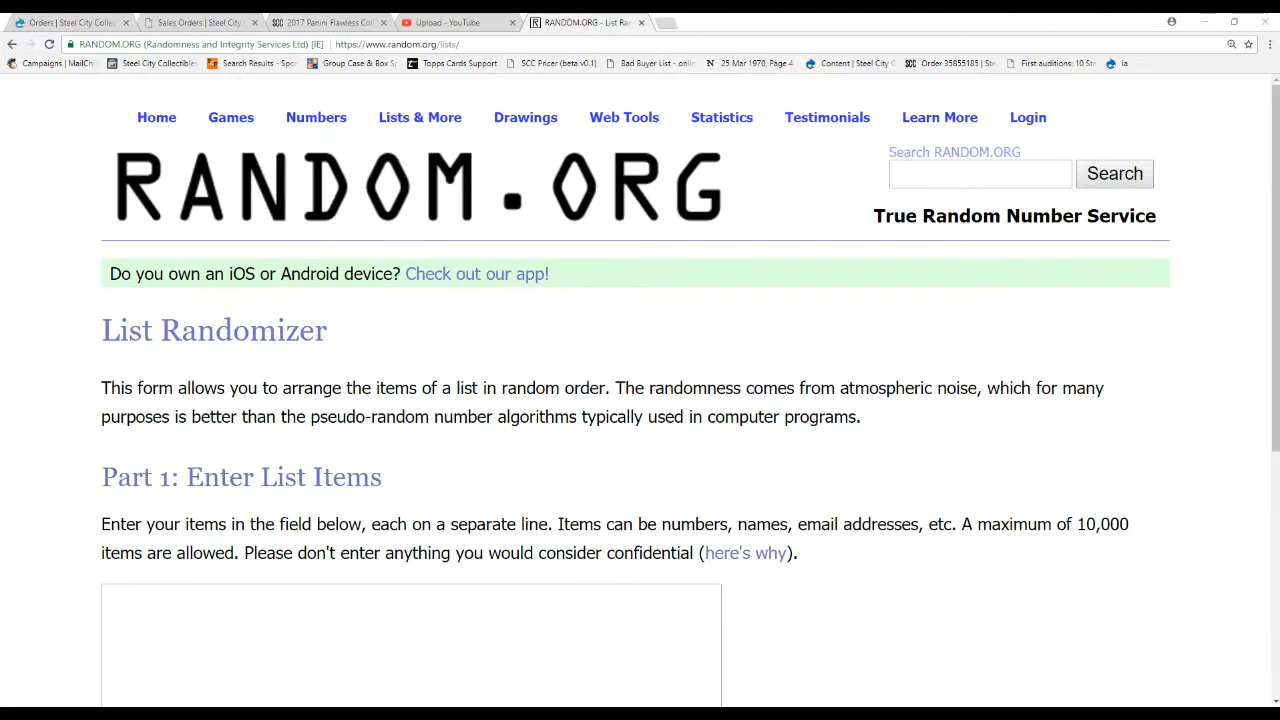 Orders | Steel City Collec
Sales Orders | Steel City
SCC 2017 Panini Flawless Coll
Upload - YouTube
RANDOM.ORG - List Ran
RANDOM.ORG (Randomness and Integrity Services Ltd) [IE] https://www.random.org/lists/
Campaigns | MailChi
Steel City Collectibles
Search Results - Spo
Group Case & Box Sp
Topps Cards Support
SCC Pricer (beta v0.1)
Bad Buyer List - onlin
N 25 Mar 1970, Page 4
Content | Steel City C
SCC Order 35855185 | Ste
First auditions: 10 Ste
ia
Home Games Numbers Lists & More Drawings Web Tools Statistics Testimonials Learn More Login
RANDOM.ORG
Search RANDOM.ORG
Search
True Random Number Service
Do you own an iOS or Android device? Check out our app!
List Randomizer
This form allows you to arrange the items of a list in random order. The randomness comes from atmospheric noise, which for many
purposes is better than the pseudo-random number algorithms typically used in computer programs.
Part 1: Enter List Items
Enter your items in the field below, each on a separate line. Items can be numbers, names, email addresses, etc. A maximum of 10,000
items are allowed. Please don't enter anything you would consider confidential (here's why).